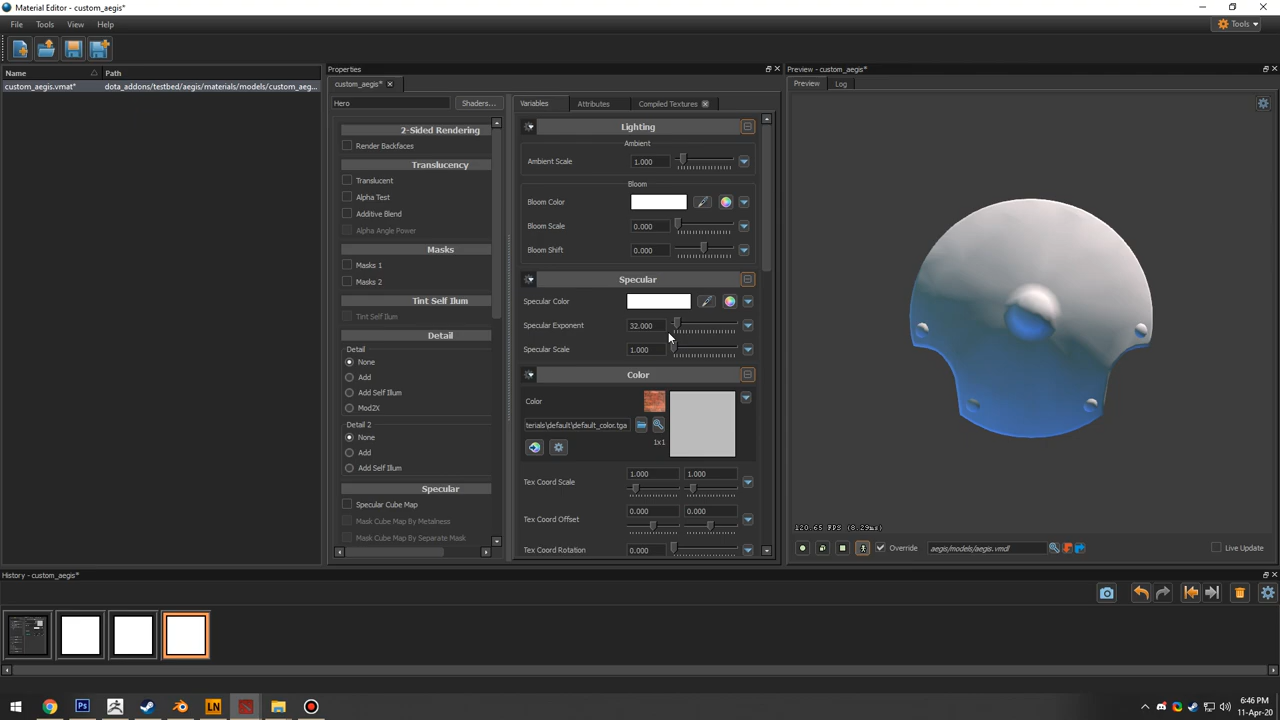 Material Editor - custom_aegis*
File Tools View Help
Tools
Name Path
custom_aegis.vmat* dota_addons/testbed/aegis/materials/models/custom_aeg...
Properties
custom_aegis*
Hero Shaders...
2-Sided Rendering
Render Backfaces
Translucency
Translucent
Alpha Test
Additive Blend
Alpha Angle Power
Masks
Masks 1
Masks 2
Tint Self Ilum
Tint Self Ilum
Detail
Detail
None
Add
Add Self Illum
Mod2X
Detail 2
None
Add
Add Self Illum
Specular
Specular Cube Map
Mask Cube Map By Metalness
Mask Cube Map By Separate Mask
Variables Attributes Compiled Textures
Lighting
Ambient
Ambient Scale 1.000
Bloom
Bloom Color
Bloom Scale 0.000
Bloom Shift 0.000
Specular
Specular Color
Specular Exponent 32.000
Specular Scale 1.000
Color
Color
terials\default\default_color.tga
1x1
Tex Coord Scale 1.000 1.000
Tex Coord Offset 0.000 0.000
Tex Coord Rotation 0.000
Preview - custom_aegis*
Preview Log
120.65 FPS (8.29ms)
Override aegis/models/aegis.vmdl Live Update
History - custom_aegis*
LN
6:46 PM
11-Apr-20